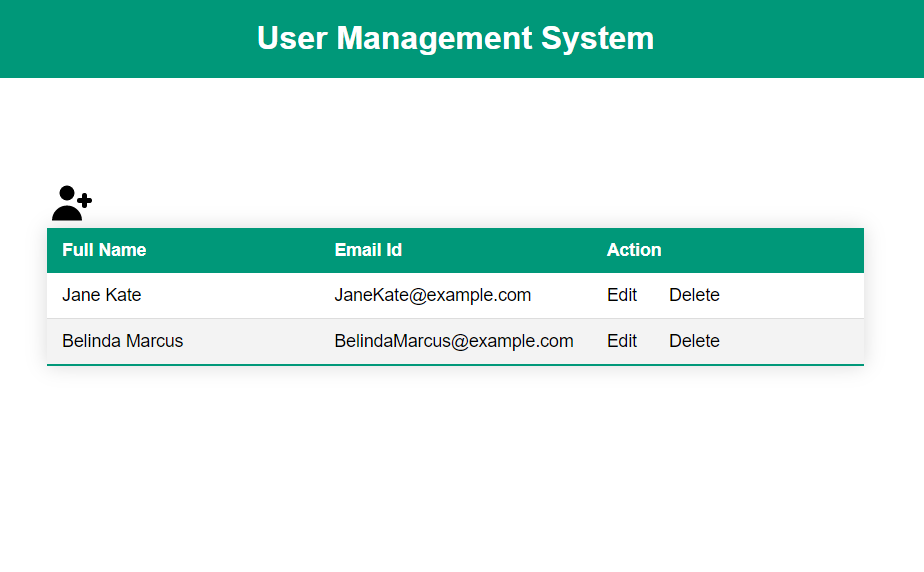 User Management System
Full Name Email Id Action
Jane Kate JaneKate@example.com Edit Delete
Belinda Marcus BelindaMarcus@example.com Edit Delete